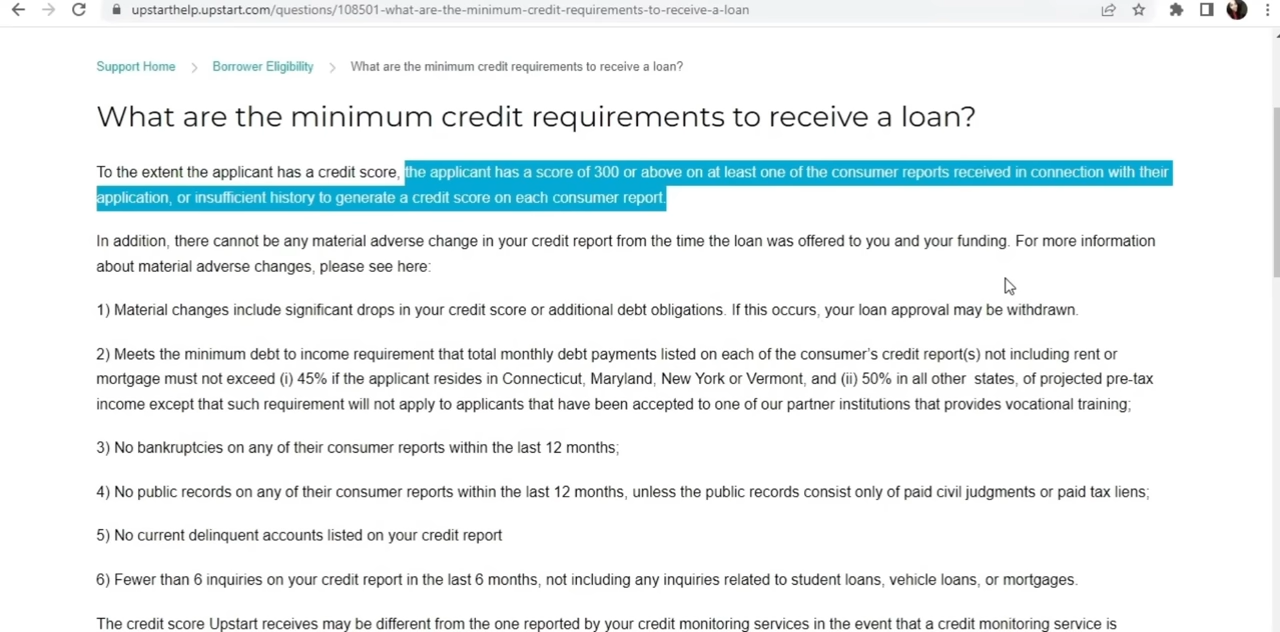 upstarthelp.upstart.com/questions/108501-what-are-the-minimum-credit-requirements-to-receive-a-loan
Support Home > Borrower Eligibility > What are the minimum credit requirements to receive a loan?
What are the minimum credit requirements to receive a loan?
To the extent the applicant has a credit score, the applicant has a score of 300 or above on at least one of the consumer reports received in connection with their
application, or insufficient history to generate a credit score on each consumer report.
In addition, there cannot be any material adverse change in your credit report from the time the loan was offered to you and your funding. For more information
about material adverse changes, please see here:
1) Material changes include significant drops in your credit score or additional debt obligations. If this occurs, your loan approval may be withdrawn.
2) Meets the minimum debt to income requirement that total monthly debt payments listed on each of the consumer's credit report(s) not including rent or
mortgage must not exceed (i) 45% if the applicant resides in Connecticut, Maryland, New York or Vermont, and (ii) 50% in all other states, of projected pre-tax
income except that such requirement will not apply to applicants that have been accepted to one of our partner institutions that provides vocational training;
3) No bankruptcies on any of their consumer reports within the last 12 months;
4) No public records on any of their consumer reports within the last 12 months, unless the public records consist only of paid civil judgments or paid tax liens;
5) No current delinquent accounts listed on your credit report
6) Fewer than 6 inquiries on your credit report in the last 6 months, not including any inquiries related to student loans, vehicle loans, or mortgages.
The credit score Upstart receives may be different from the one reported by your credit monitoring services in the event that a credit monitoring service is